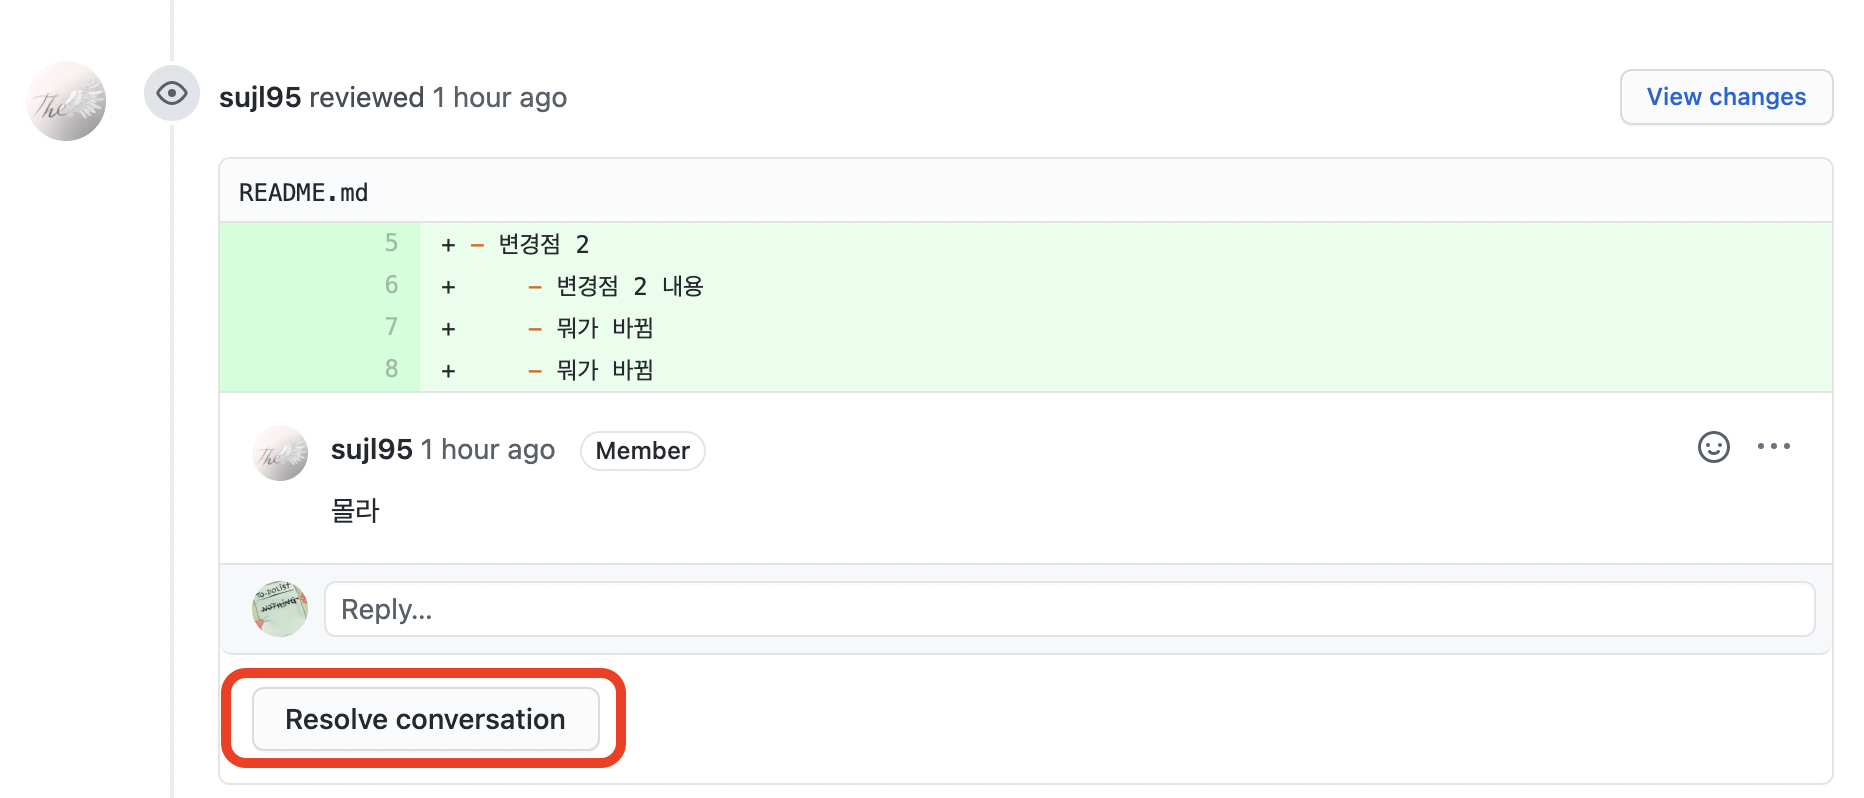 The
sujl95 reviewed 1 hour ago
View changes
README.md
5 + - 변경점 2
6 + - 변경점 2 내용
7 + - 뭐가 바뀜
8 + - 뭐가 바뀜
The
sujl95 1 hour ago Member
몰라
TO-DO LIST
NOTHING
Reply...
Resolve conversation